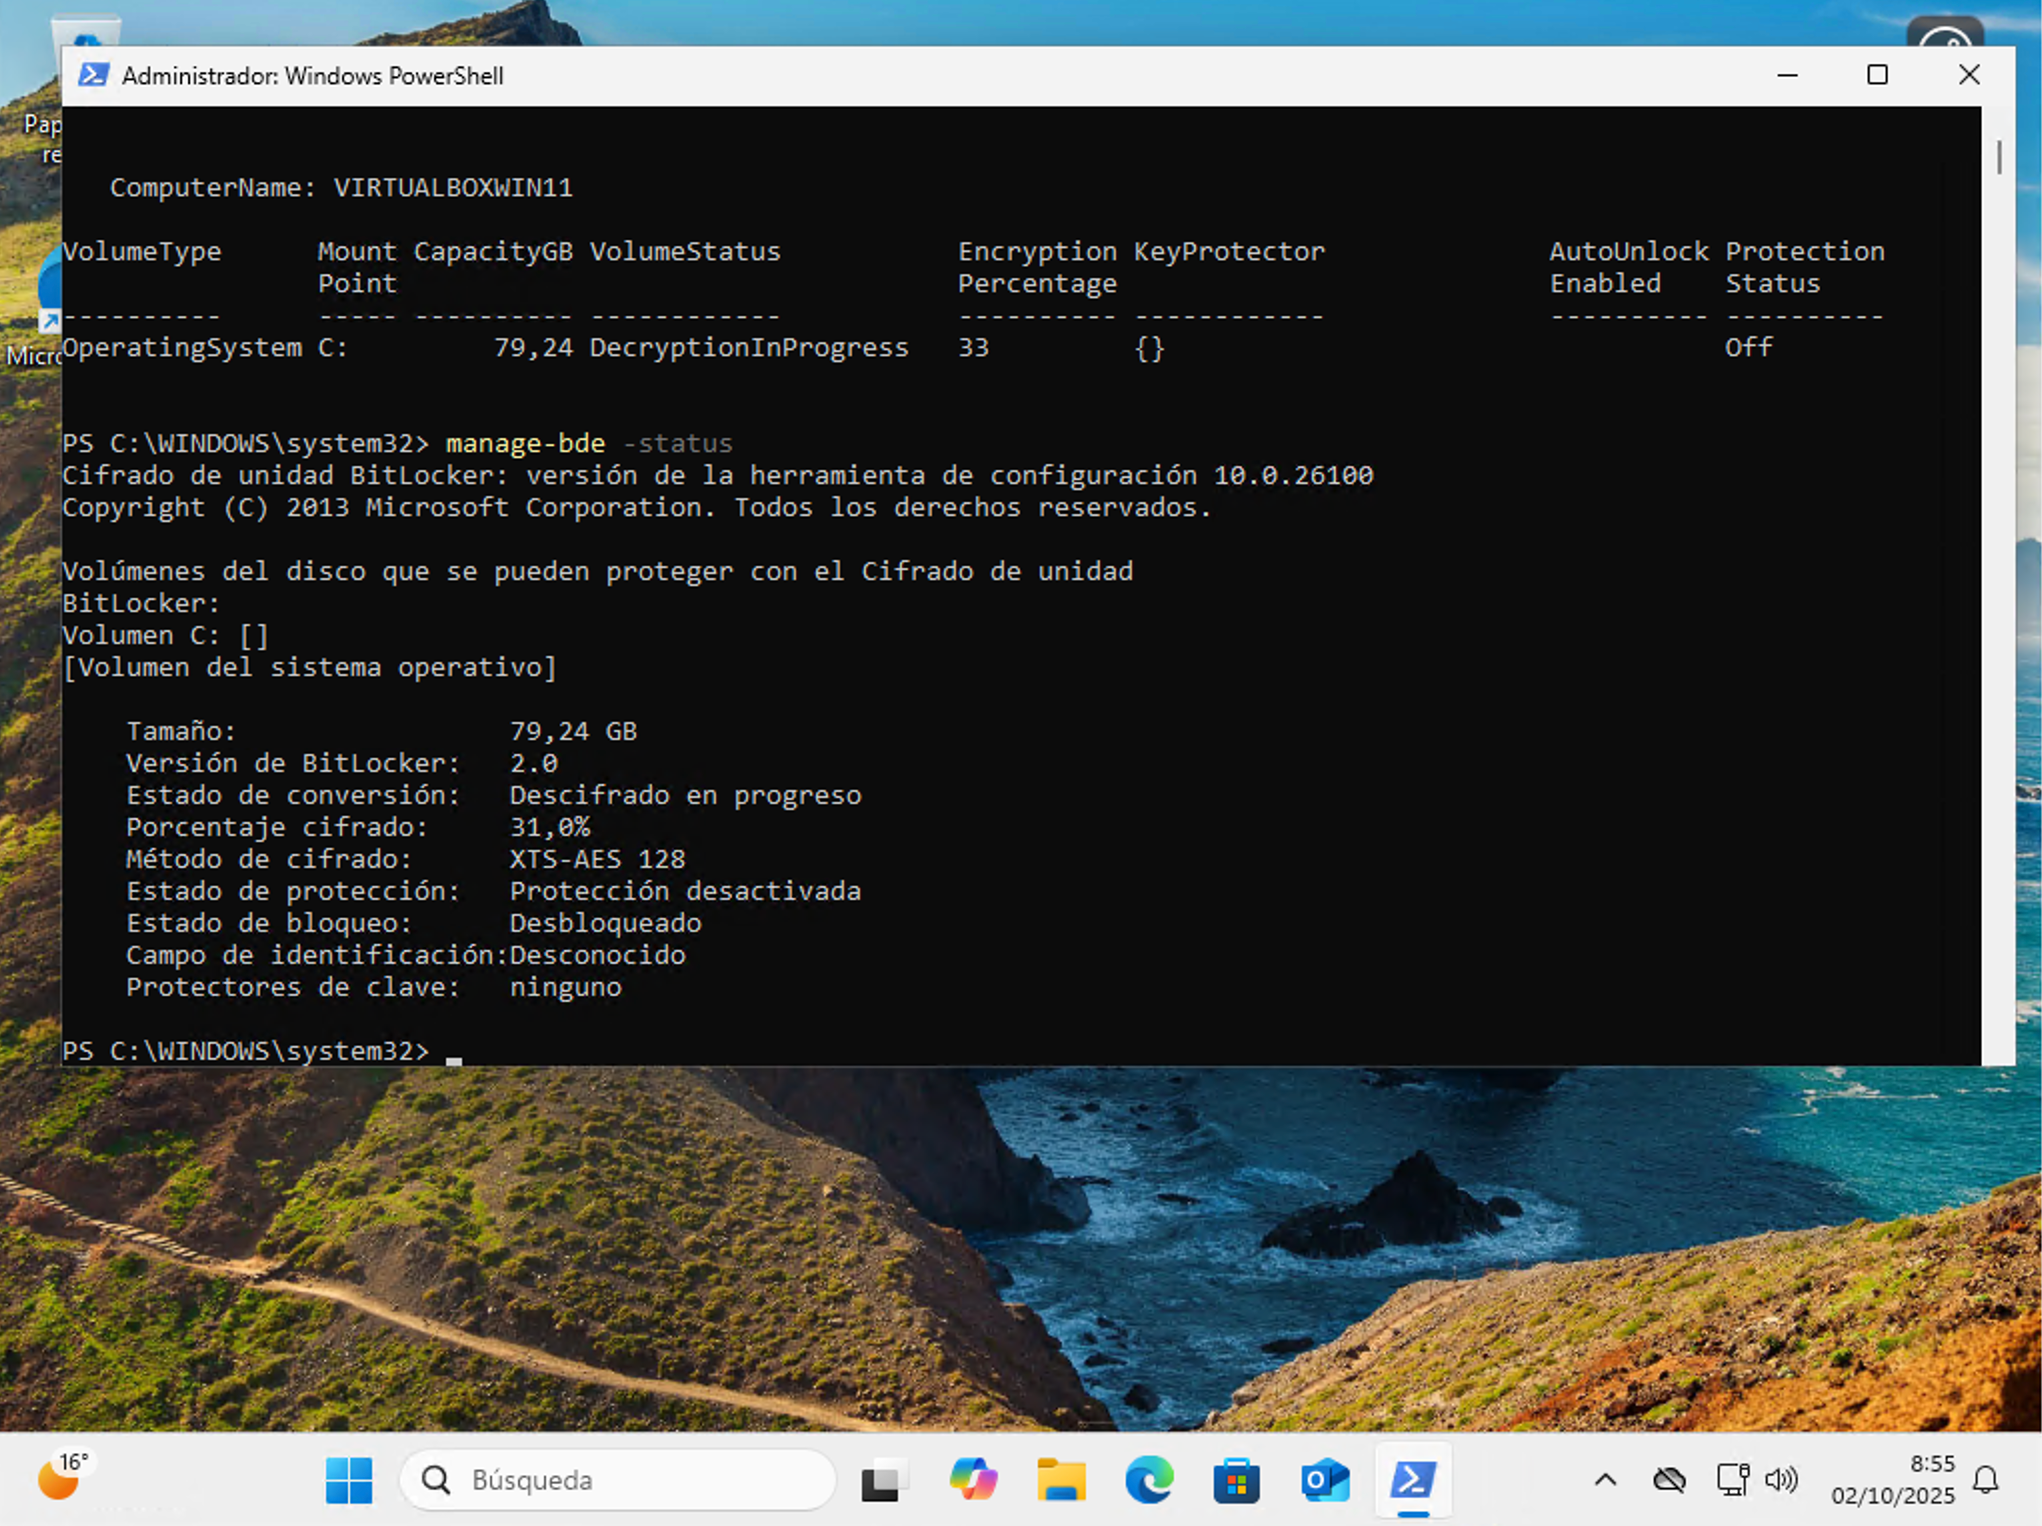 Administrador: Windows PowerShell
Pap
re
Micro
ComputerName: VIRTUALBOXWIN11
VolumeType Mount CapacityGB VolumeStatus Encryption KeyProtector AutoUnlock Protection
Point Percentage Enabled Status
---------- ----- ---------- ------------ ---------- ------------ ---------- ----------
OperatingSystem C: 79,24 DecryptionInProgress 33 {} Off
PS C:\WINDOWS\system32> manage-bde -status
Cifrado de unidad BitLocker: versión de la herramienta de configuración 10.0.26100
Copyright (C) 2013 Microsoft Corporation. Todos los derechos reservados.
Volúmenes del disco que se pueden proteger con el Cifrado de unidad
BitLocker:
Volumen C: []
[Volumen del sistema operativo]
Tamaño: 79,24 GB
Versión de BitLocker: 2.0
Estado de conversión: Descifrado en progreso
Porcentaje cifrado: 31,0%
Método de cifrado: XTS-AES 128
Estado de protección: Protección desactivada
Estado de bloqueo: Desbloqueado
Campo de identificación:Desconocido
Protectores de clave: ninguno
PS C:\WINDOWS\system32>
16°
Búsqueda
8:55
02/10/2025